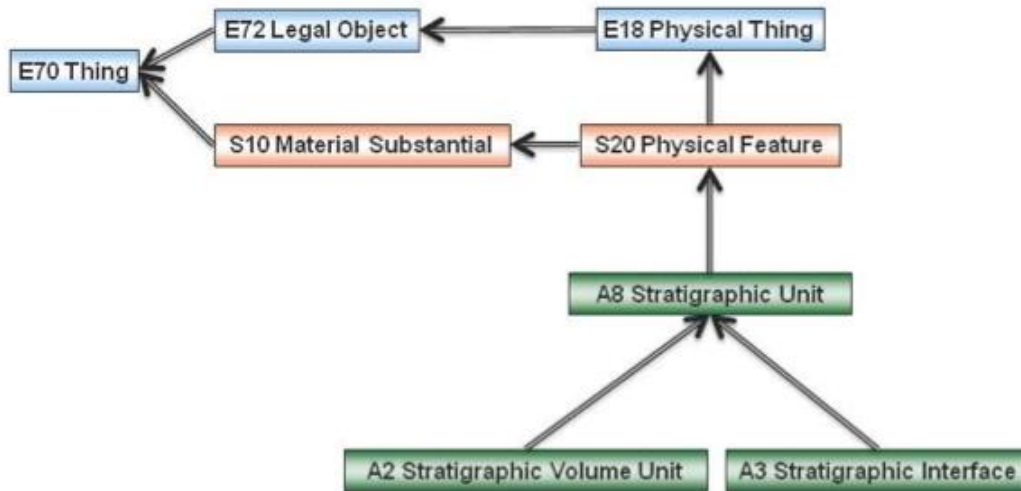 E72 Legal Object
E18 Physical Thing
E70 Thing
S10 Material Substantial
S20 Physical Feature
A8 Stratigraphic Unit
A2 Stratigraphic Volume Unit
A3 Stratigraphic Interface